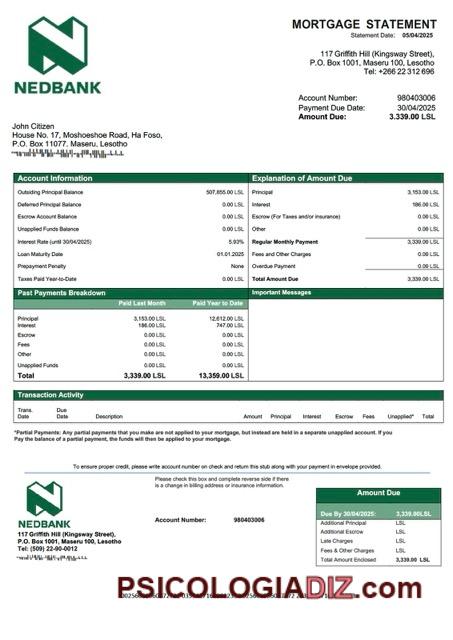 NEDBANK
MORTGAGE STATEMENT
Statement Date: 05/04/2025
117 Griffith Hill (Kingsway Street),
P.O. Box 1001, Maseru 100, Lesotho
Tel: +266 22 312 696
Account Number: 980403006
Payment Due Date: 30/04/2025
Amount Due: 3.339.00 LSL
John Citizen
House No. 17, Moshoeshoe Road, Ha Foso,
P.O. Box 11077. Maseru, Lesotho
Account Information
Outsiding Principal Balance 507,855.00 LSL
Deferred Principal Balance 0.00 LSL
Escrow Account Balance 0.00 LSL
Unapplied Funds Balance 0.00 LSL
Interest Rate (until 30/04/2025) 5.93%
Loan Maturity Date 01.01.2025
Prepayment Penalty None
Taxes Paid Year-to-Date 0.00 LSL
Explanation of Amount Due
Principal 3,153.00 LSL
Interest 186.00 LSL
Escrow (For Taxes and/or insurance) 0.00 LSL
Other 0.00 LSL
Regular Monthly Payment 3,339.00 LSL
Fees and Other Charges 0.00 LSL
Overdue Payment 0.00 LSL
Total Amount Due 3,339.00 LSL
Past Payments Breakdown
Paid Last Month Paid Year to Date
Principal 3,153.00 LSL 12,612.00 LSL
Interest 186.00 LSL 747.00 LSL
Escrow 0.00 LSL 0.00 LSL
Fees 0.00 LSL 0.00 LSL
Other 0.00 LSL 0.00 LSL
Unapplied Funds 0.00 LSL 0.00 LSL
Total 3,339.00 LSL 13,359.00 LSL
Important Messages
Transaction Activity
Trans. Date Due Date Description Amount Principal Interest Escrow Fees Unapplied* Total
*Partial Payments: Any partial payments that you make are not applied to your mortgage, but instead are held in a separate unapplied account. If you
Pay the balance of a partial payment, the funds will then be applied to your mortgage.
To ensure proper credit, please write account number on check and return this stub along with your payment in envelope provided.
Please check this box and complete reverse side if there
is a change in billing address or insurance information.
NEDBANK
117 Griffith Hill (Kingsway Street),
P.O. Box 1001, Maseru 100, Lesotho
Tel: (509) 22-90-0012
Account Number: 980403006
Amount Due
Due By 30/04/2025: 3,339.00LSL
Additional Principal LSL
Additional Escrow LSL
Late Charges LSL
Fees & Other Charges LSL
Total Amount Enclosed 3,339.00 LSL
PSICOLOGIADIZ.com